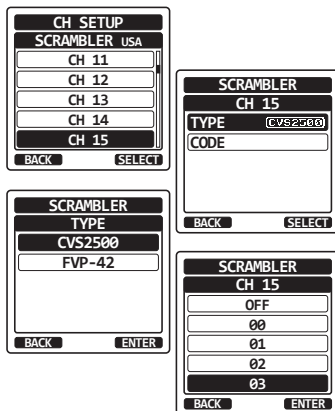 CH SETUP
SCRAMBLER USA
CH 11
CH 12
CH 13
CH 14
CH 15
BACK SELECT
SCRAMBLER
CH 15
TYPE CVS2500
CODE
BACK SELECT
SCRAMBLER
TYPE
CVS2500
FVP-42
BACK ENTER
SCRAMBLER
CH 15
OFF
00
01
02
03
BACK ENTER